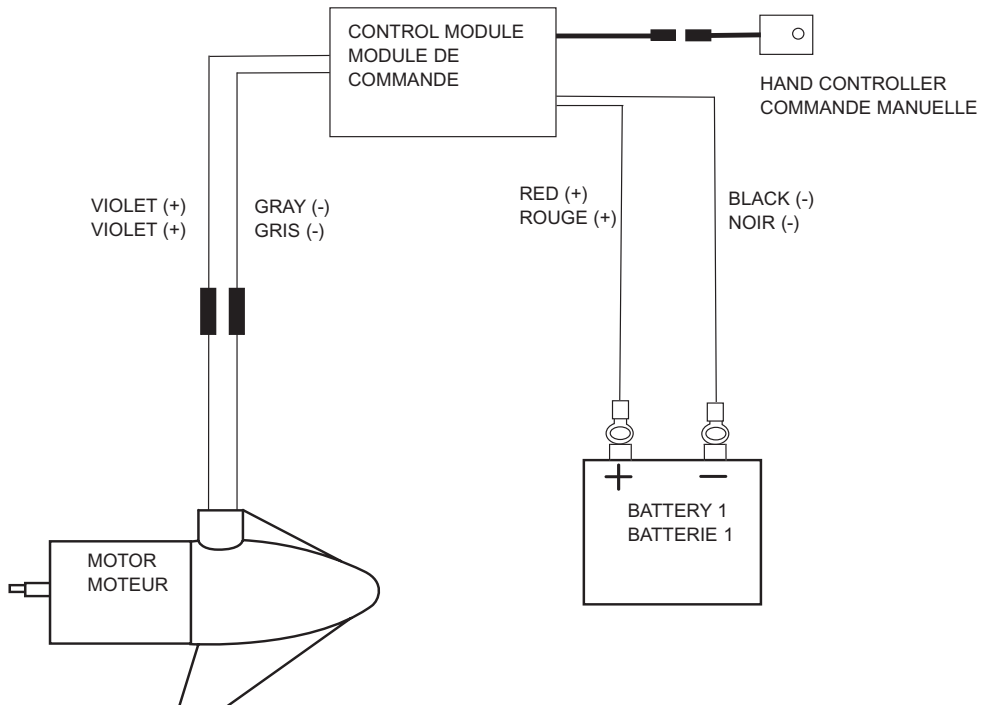 CONTROL MODULE
MODULE DE
COMMANDE
HAND CONTROLLER
COMMANDE MANUELLE
VIOLET (+)
VIOLET (+)
GRAY (-)
GRIS (-)
RED (+)
ROUGE (+)
BLACK (-)
NOIR (-)
+ −
BATTERY 1
BATTERIE 1
MOTOR
MOTEUR